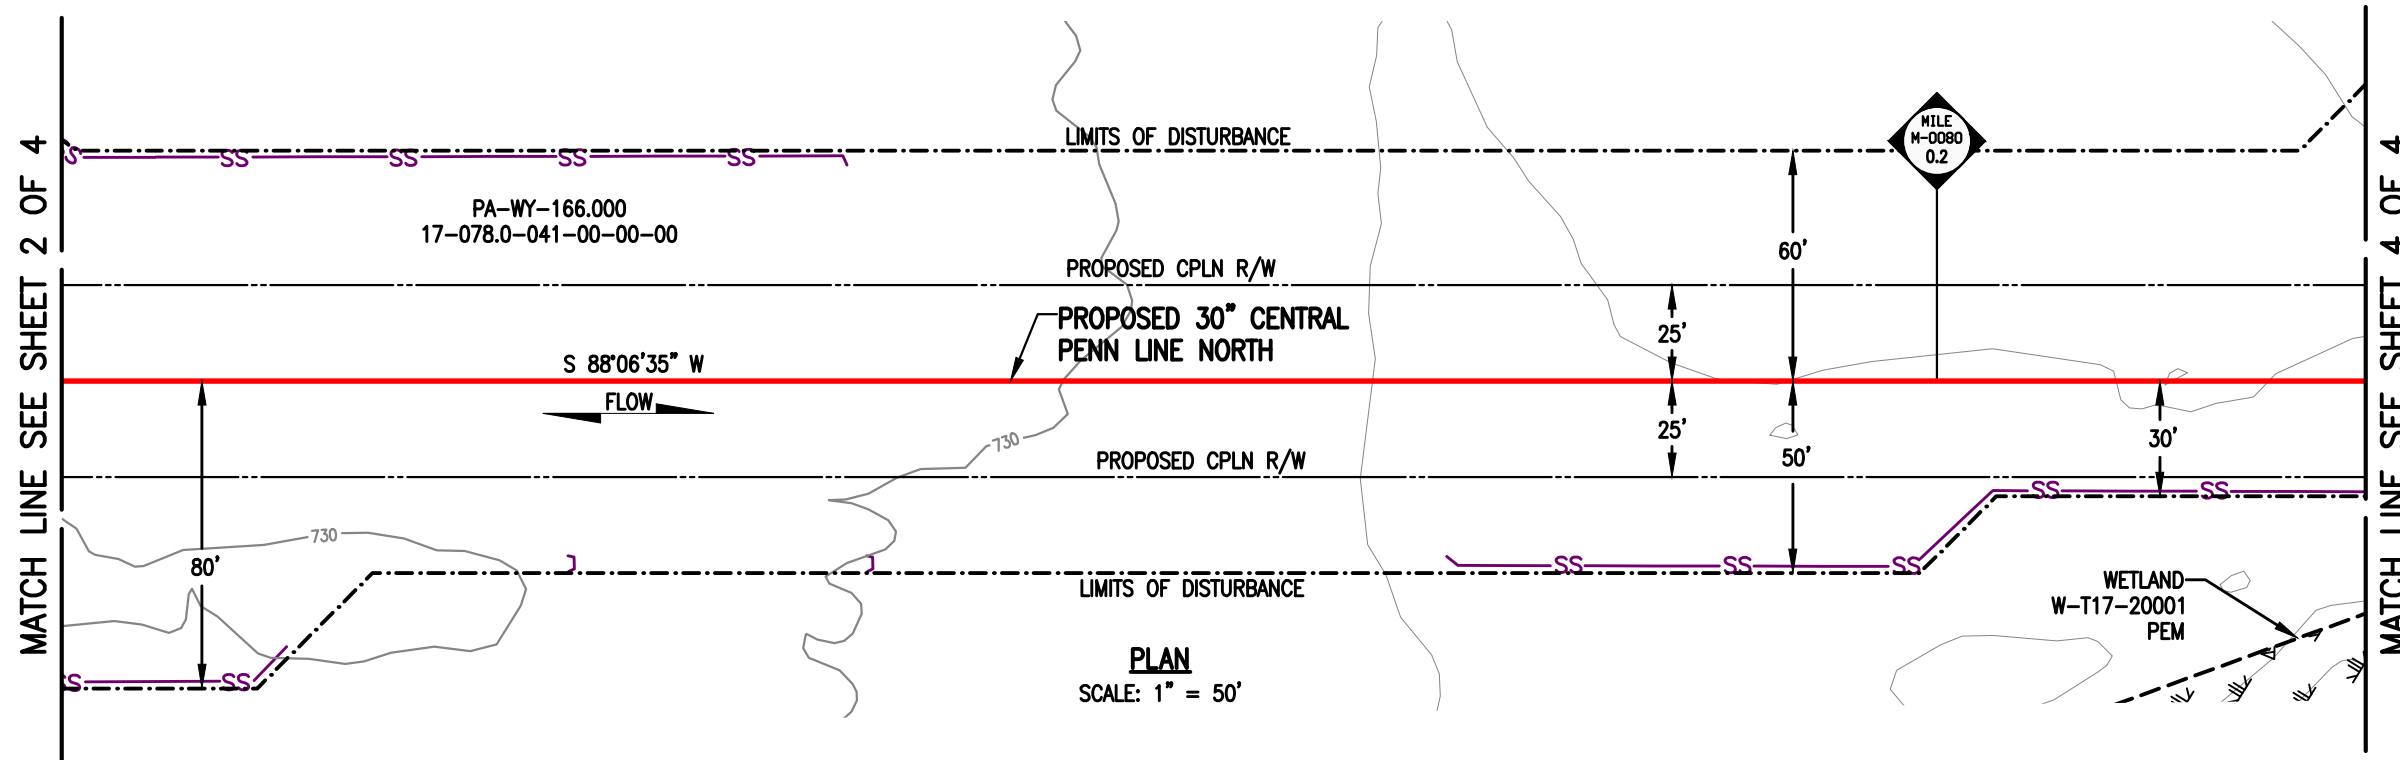 MATCH LINE SEE SHEET 2 OF 4
LIMITS OF DISTURBANCE
MILE
M-0080
0.2
S
SS
SS
SS
SS
PA-WY-166.000
17-078.0-041-00-00-00
60'
PROPOSED CPLN R/W
PROPOSED 30" CENTRAL
PENN LINE NORTH
25'
S 88°06'35" W
FLOW
25'
30'
730
PROPOSED CPLN R/W
50'
SS
SS
730
80'
SS
SS
SS
LIMITS OF DISTURBANCE
WETLAND
W-T17-20001
PEM
SS
SS
PLAN
SCALE: 1" = 50'
MATCH LINE SEE SHEET 4 OF 4